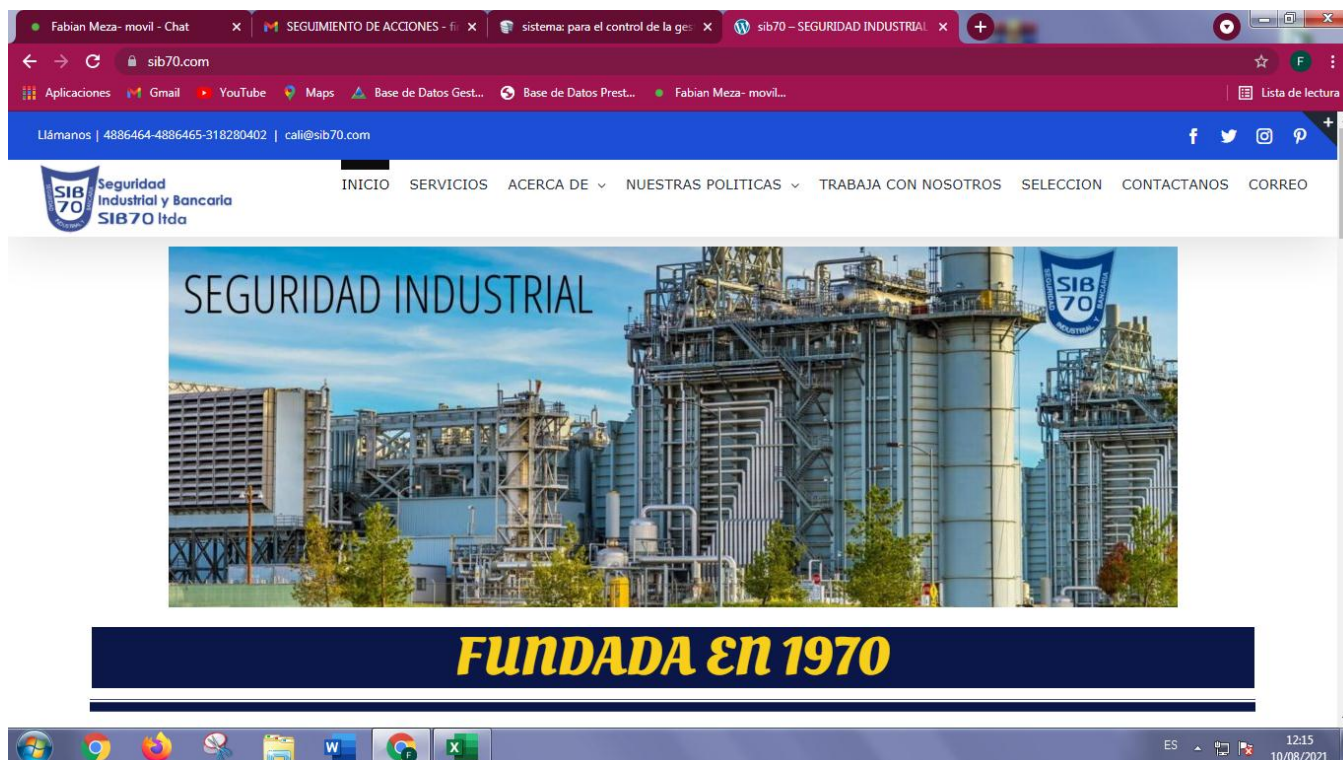 Fabian Meza- movil - Chat
SEGUIMIENTO DE ACCIONES - fi
sistema: para el control de la ges
sib70 – SEGURIDAD INDUSTRIAL
sib70.com
F
Aplicaciones
Gmail
YouTube
Maps
Base de Datos Gest...
Base de Datos Prest...
Fabian Meza- movil...
Lista de lectura
Llámanos | 4886464-4886465-318280402 | cali@sib70.com
SIB
70
Seguridad
Industrial y Bancaria
SIB70 ltda
INICIO SERVICIOS ACERCA DE NUESTRAS POLITICAS TRABAJA CON NOSOTROS SELECCION CONTACTANOS CORREO
SEGURIDAD INDUSTRIAL
SEGURIDAD
SIB
70
BANCARIA
INDUSTRIAL Y
FUNDADA EN 1970
ES
12:15
10/08/2021